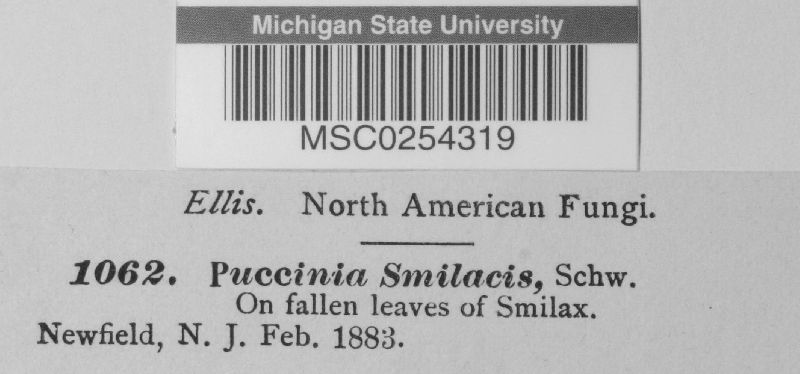 Michigan State University
MSC0254319
Ellis. North American Fungi.
1062. Puccinia Smilacis, Schw.
On fallen leaves of Smilax.
Newfield, N. J. Feb. 1883.